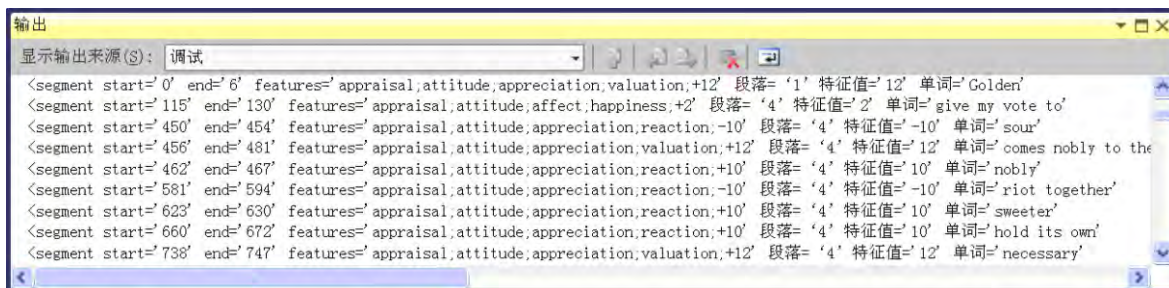 输出
显示输出来源(S): 调试
<segment start='0' end='6' features='appraisal;attitude;appreciation;valuation;+12' 段落= '1' 特征值='12' 单词='Golden'
<segment start='115' end='130' features='appraisal;attitude;affect;happiness;+2' 段落= '4' 特征值='2' 单词='give my vote to'
<segment start='450' end='454' features='appraisal;attitude;appreciation;reaction;-10' 段落= '4' 特征值='-10' 单词='sour'
<segment start='456' end='481' features='appraisal;attitude;appreciation;valuation;+12' 段落= '4' 特征值='12' 单词='comes nobly to the
<segment start='462' end='467' features='appraisal;attitude;appreciation;reaction;+10' 段落= '4' 特征值='10' 单词='nobly'
<segment start='581' end='594' features='appraisal;attitude;appreciation;reaction;-10' 段落= '4' 特征值='-10' 单词='riot together'
<segment start='623' end='630' features='appraisal;attitude;appreciation;reaction;+10' 段落= '4' 特征值='10' 单词='sweeter'
<segment start='660' end='672' features='appraisal;attitude;appreciation;reaction;+10' 段落= '4' 特征值='10' 单词='hold its own'
<segment start='738' end='747' features='appraisal;attitude;appreciation;valuation;+12' 段落= '4' 特征值='12' 单词='necessary'